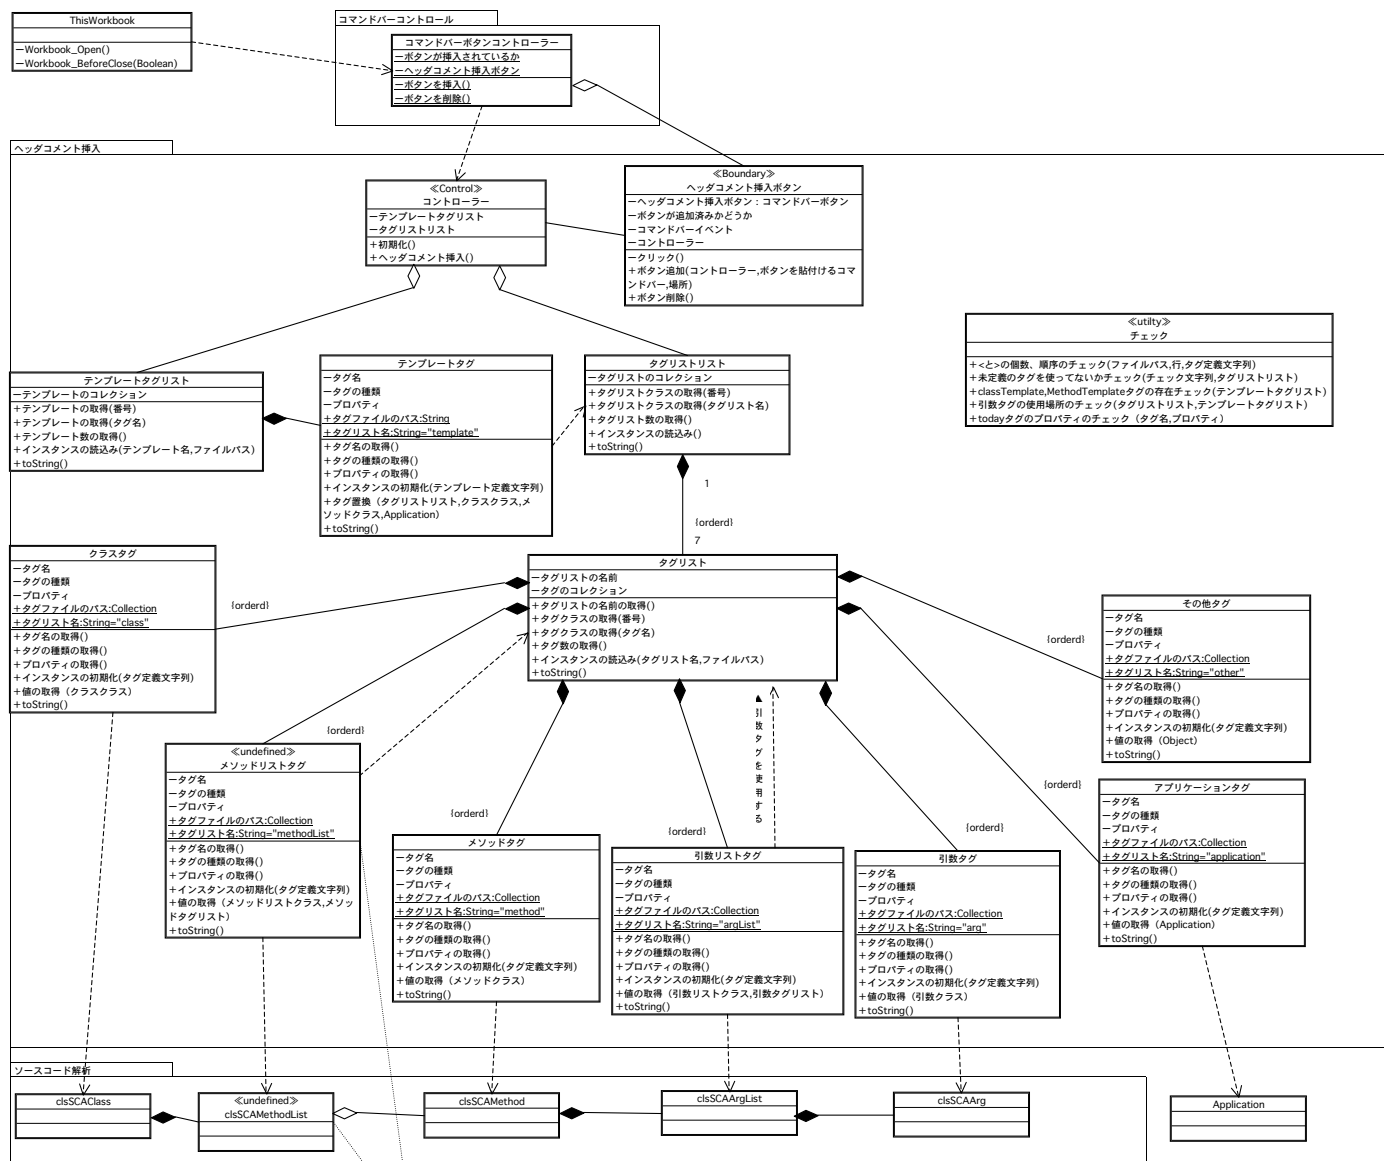 ThisWorkbook
－Workbook_Open()
－Workbook_BeforeClose(Boolean)
コマンドバーコントロール
コマンドバーボタンコントローラー
－ボタンが挿入されているか
－ヘッダコメント挿入ボタン
－ボタンを挿入()
－ボタンを削除()
ヘッダコメント挿入
≪Control≫
コントローラー
－テンプレートタグリスト
－タグリストリスト
＋初期化()
＋ヘッダコメント挿入()
≪Boundary≫
ヘッダコメント挿入ボタン
－ヘッダコメント挿入ボタン：コマンドバーボタン
－ボタンが追加済みかどうか
－コマンドバーイベント
－コントローラー
－クリック()
＋ボタン追加(コントローラー,ボタンを貼付けるコマ
ンドバー,場所)
＋ボタン削除()
≪utilty≫
チェック
＋<と>の個数、順序のチェック(ファイルパス,行,タグ定義文字列)
＋未定義のタグを使ってないかチェック(チェック文字列,タグリストリスト)
＋classTemplate,MethodTemplateタグの存在チェック(テンプレートタグリスト)
＋引数タグの使用場所のチェック(タグリストリスト,テンプレートタグリスト)
＋todayタグのプロパティのチェック（タグ名,プロパティ）
テンプレートタグリスト
－テンプレートのコレクション
＋テンプレートの取得(番号)
＋テンプレートの取得(タグ名)
＋テンプレート数の取得()
＋インスタンスの読込み(テンプレート名,ファイルパス)
＋toString()
テンプレートタグ
－タグ名
－タグの種類
－プロパティ
＋タグファイルのパス:String
＋タグリスト名:String="template"
＋タグ名の取得()
＋タグの種類の取得()
＋プロパティの取得()
＋インスタンスの初期化(テンプレート定義文字列)
＋タグ置換（タグリストリスト,クラスクラス,メ
ソッドクラス,Application）
＋toString()
タグリストリスト
－タグリストのコレクション
＋タグリストクラスの取得(番号)
＋タグリストクラスの取得(タグリスト名)
＋タグリスト数の取得()
＋インスタンスの読込み()
＋toString()
1
{orderd}
7
タグリスト
－タグリストの名前
－タグのコレクション
＋タグリストの名前の取得()
＋タグクラスの取得(番号)
＋タグクラスの取得(タグ名)
＋タグ数の取得()
＋インスタンスの読込み(タグリスト名,ファイルパス)
＋toString()
クラスタグ
－タグ名
－タグの種類
－プロパティ
＋タグファイルのパス:Collection
＋タグリスト名:String="class"
＋タグ名の取得()
＋タグの種類の取得()
＋プロパティの取得()
＋インスタンスの初期化(タグ定義文字列)
＋値の取得（クラスクラス）
＋toString()
{orderd}
その他タグ
－タグ名
－タグの種類
－プロパティ
＋タグファイルのパス:Collection
＋タグリスト名:String="other"
＋タグ名の取得()
＋タグの種類の取得()
＋プロパティの取得()
＋インスタンスの初期化(タグ定義文字列)
＋値の取得（Object）
＋toString()
{orderd}
≪undefined≫
メソッドリストタグ
－タグ名
－タグの種類
－プロパティ
＋タグファイルのパス:Collection
＋タグリスト名:String="methodList"
＋タグ名の取得()
＋タグの種類の取得()
＋プロパティの取得()
＋インスタンスの初期化(タグ定義文字列)
＋値の取得（メソッドリストクラス,メソッ
ドタグリスト）
＋toString()
{orderd}
▲引数タグを使用する
メソッドタグ
－タグ名
－タグの種類
－プロパティ
＋タグファイルのパス:Collection
＋タグリスト名:String="method"
＋タグ名の取得()
＋タグの種類の取得()
＋プロパティの取得()
＋インスタンスの初期化(タグ定義文字列)
＋値の取得（メソッドクラス）
＋toString()
{orderd}
引数リストタグ
－タグ名
－タグの種類
－プロパティ
＋タグファイルのパス:Collection
＋タグリスト名:String="argList"
＋タグ名の取得()
＋タグの種類の取得()
＋プロパティの取得()
＋インスタンスの初期化(タグ定義文字列)
＋値の取得（引数リストクラス,引数タグリスト）
＋toString()
{orderd}
引数タグ
－タグ名
－タグの種類
－プロパティ
＋タグファイルのパス:Collection
＋タグリスト名:String="arg"
＋タグ名の取得()
＋タグの種類の取得()
＋プロパティの取得()
＋インスタンスの初期化(タグ定義文字列)
＋値の取得（引数クラス）
＋toString()
{orderd}
アプリケーションタグ
－タグ名
－タグの種類
－プロパティ
＋タグファイルのパス:Collection
＋タグリスト名:String="application"
＋タグ名の取得()
＋タグの種類の取得()
＋プロパティの取得()
＋インスタンスの初期化(タグ定義文字列)
＋値の取得（Application）
＋toString()
{orderd}
ソースコード解析
clsSCAClass
≪undefined≫
clsSCAMethodList
clsSCAMethod
clsSCAArgList
clsSCAArg
Application